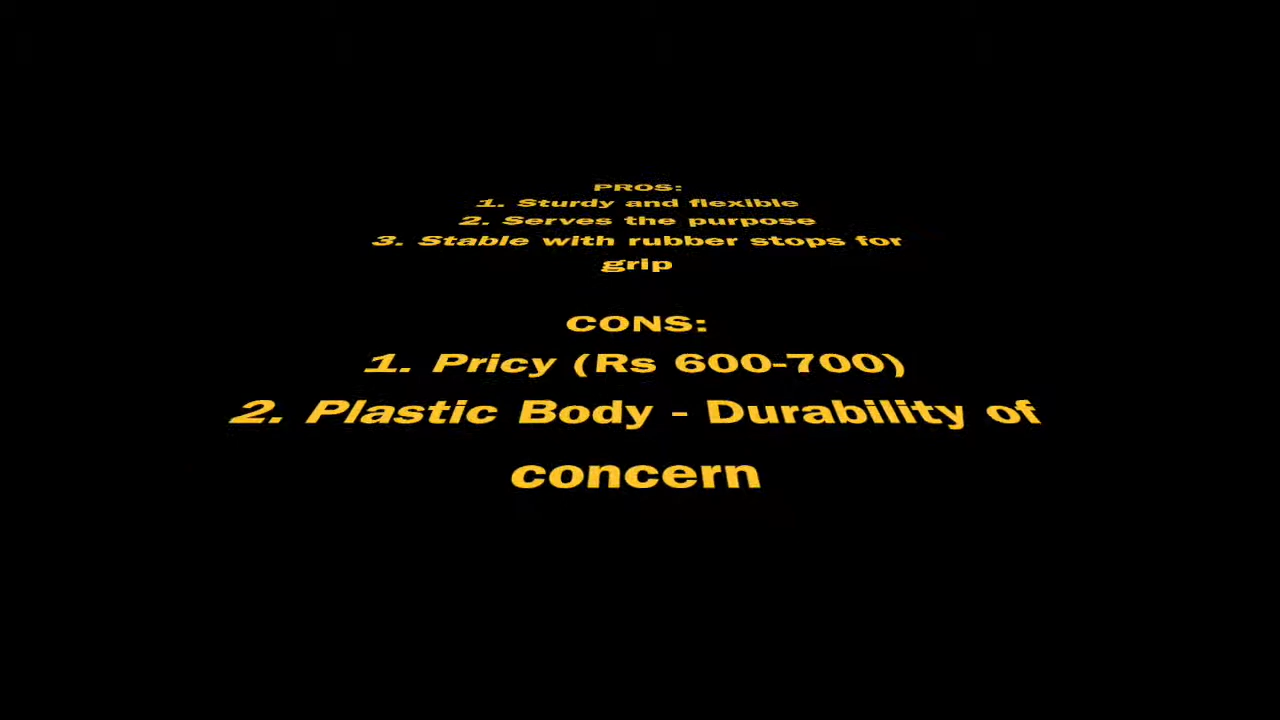 PROS:
1. Sturdy and flexible
2. Serves the purpose
3. Stable with rubber stops for
grip
CONS:
1. Pricy (Rs 600-700)
2. Plastic Body - Durability of
concern